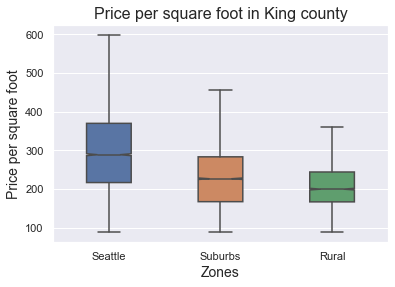 Price per square foot in King county
Price per square foot
600
500
400
300
200
100
Seattle
Suburbs
Rural
Zones